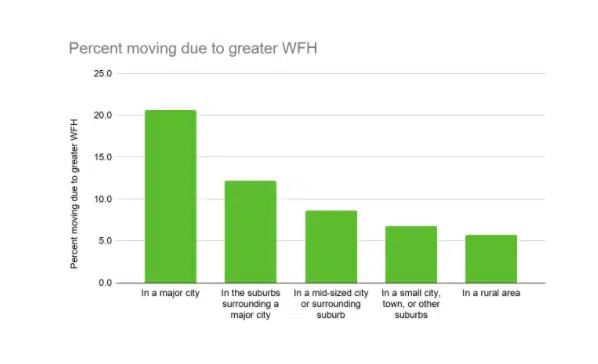 Percent moving due to greater WFH
Percent moving due to greater WFH
25.0
20.0
15.0
10.0
5.0
0.0
In a major city
In the suburbs
surrounding a
major city
In a mid-sized city
or surrounding
suburb
In a small city,
town, or other
suburbs
In a rural area